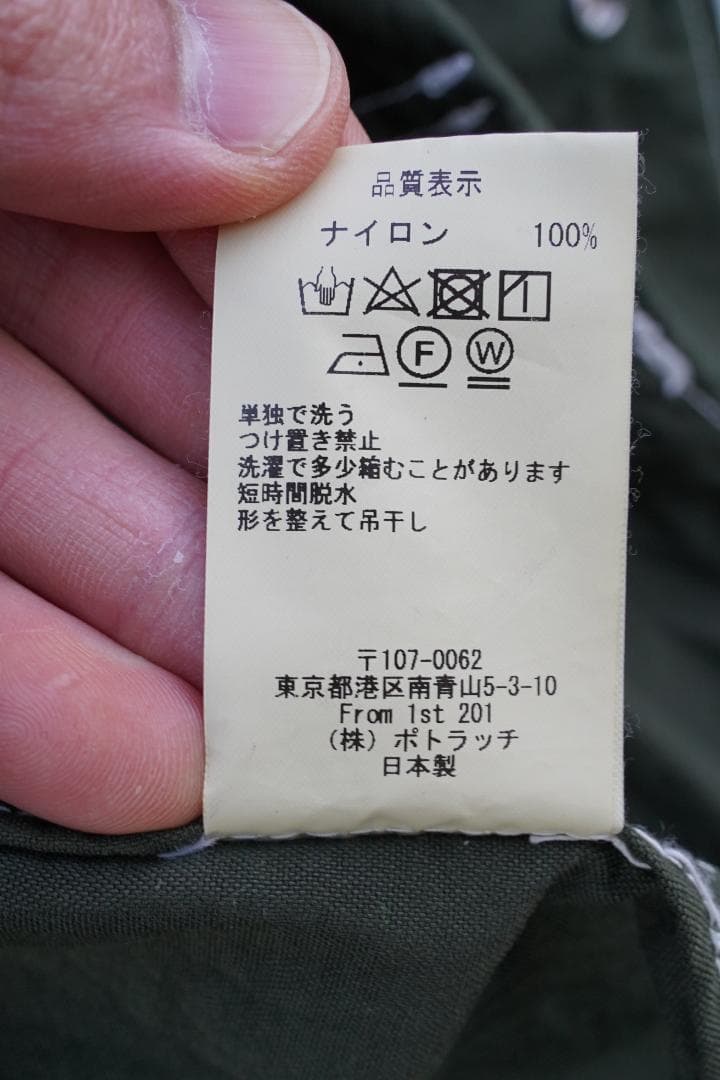 品質表示
ナイロン 100%
F W
単独で洗う
つけ置き禁止
洗濯で多少縮むことがあります
短時間脱水
形を整えて吊干し
〒107-0062
東京都港区南青山5-3-10
From 1st 201
(株) ポトラッチ
日本製